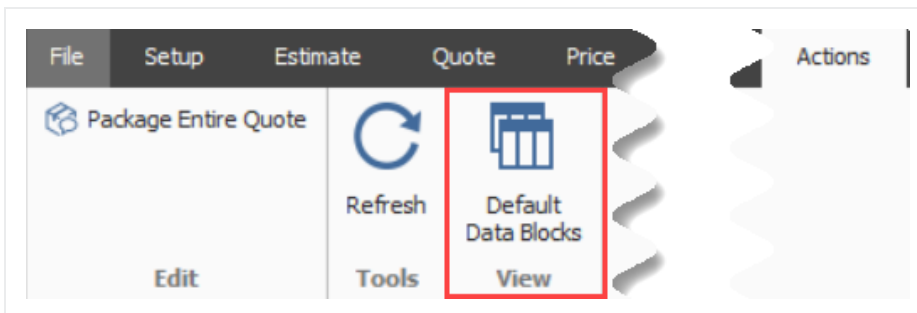 File Setup Estimate Quote Price Actions
Package Entire Quote
Refresh
Default
Data Blocks
Edit Tools View